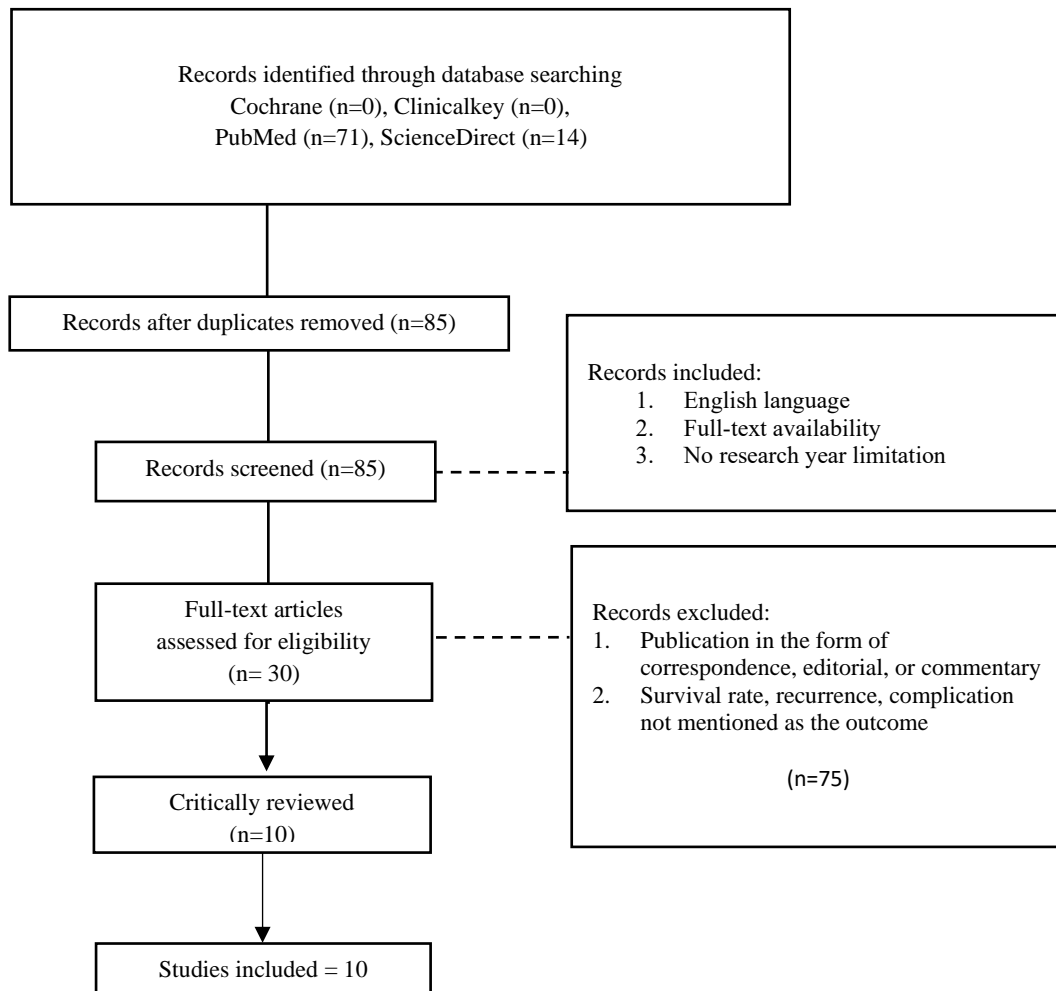 Records identified through database searching
Cochrane (n=0), Clinicalkey (n=0),
PubMed (n=71), ScienceDirect (n=14)
Records after duplicates removed (n=85)
Records included:
1. English language
2. Full-text availability
3. No research year limitation
Records screened (n=85)
Full-text articles
assessed for eligibility
(n= 30)
Records excluded:
1. Publication in the form of
correspondence, editorial, or commentary
2. Survival rate, recurrence, complication
not mentioned as the outcome
(n=75)
Critically reviewed
(n=10)
Studies included = 10